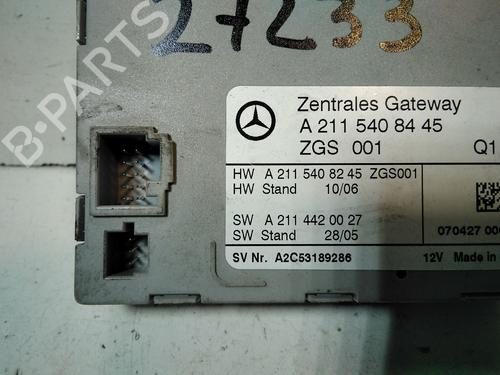 27233
B-PARTS
Zentrales Gateway
A 211 540 84 45
ZGS 001 Q1
HW A 211 540 82 45 ZGS001
HW Stand 10/06
SW A 211 442 00 27
SW Stand 28/05
070427 000
SV Nr. A2C53189286 12V Made in